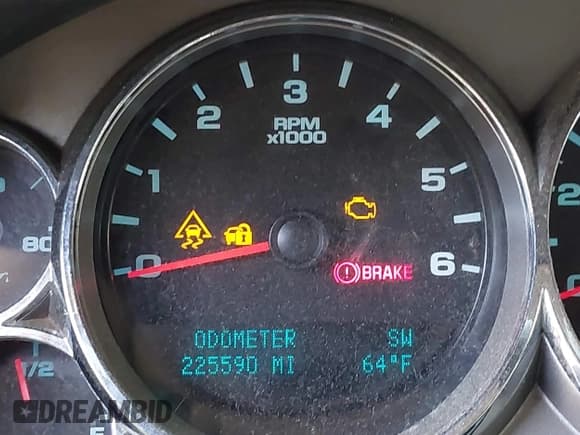 3
2
4
RPM
x1000
1
5
80
0
BRAKE
6
ODOMETER SW
225590 MI 64°F
1/2
E
DREAMBID